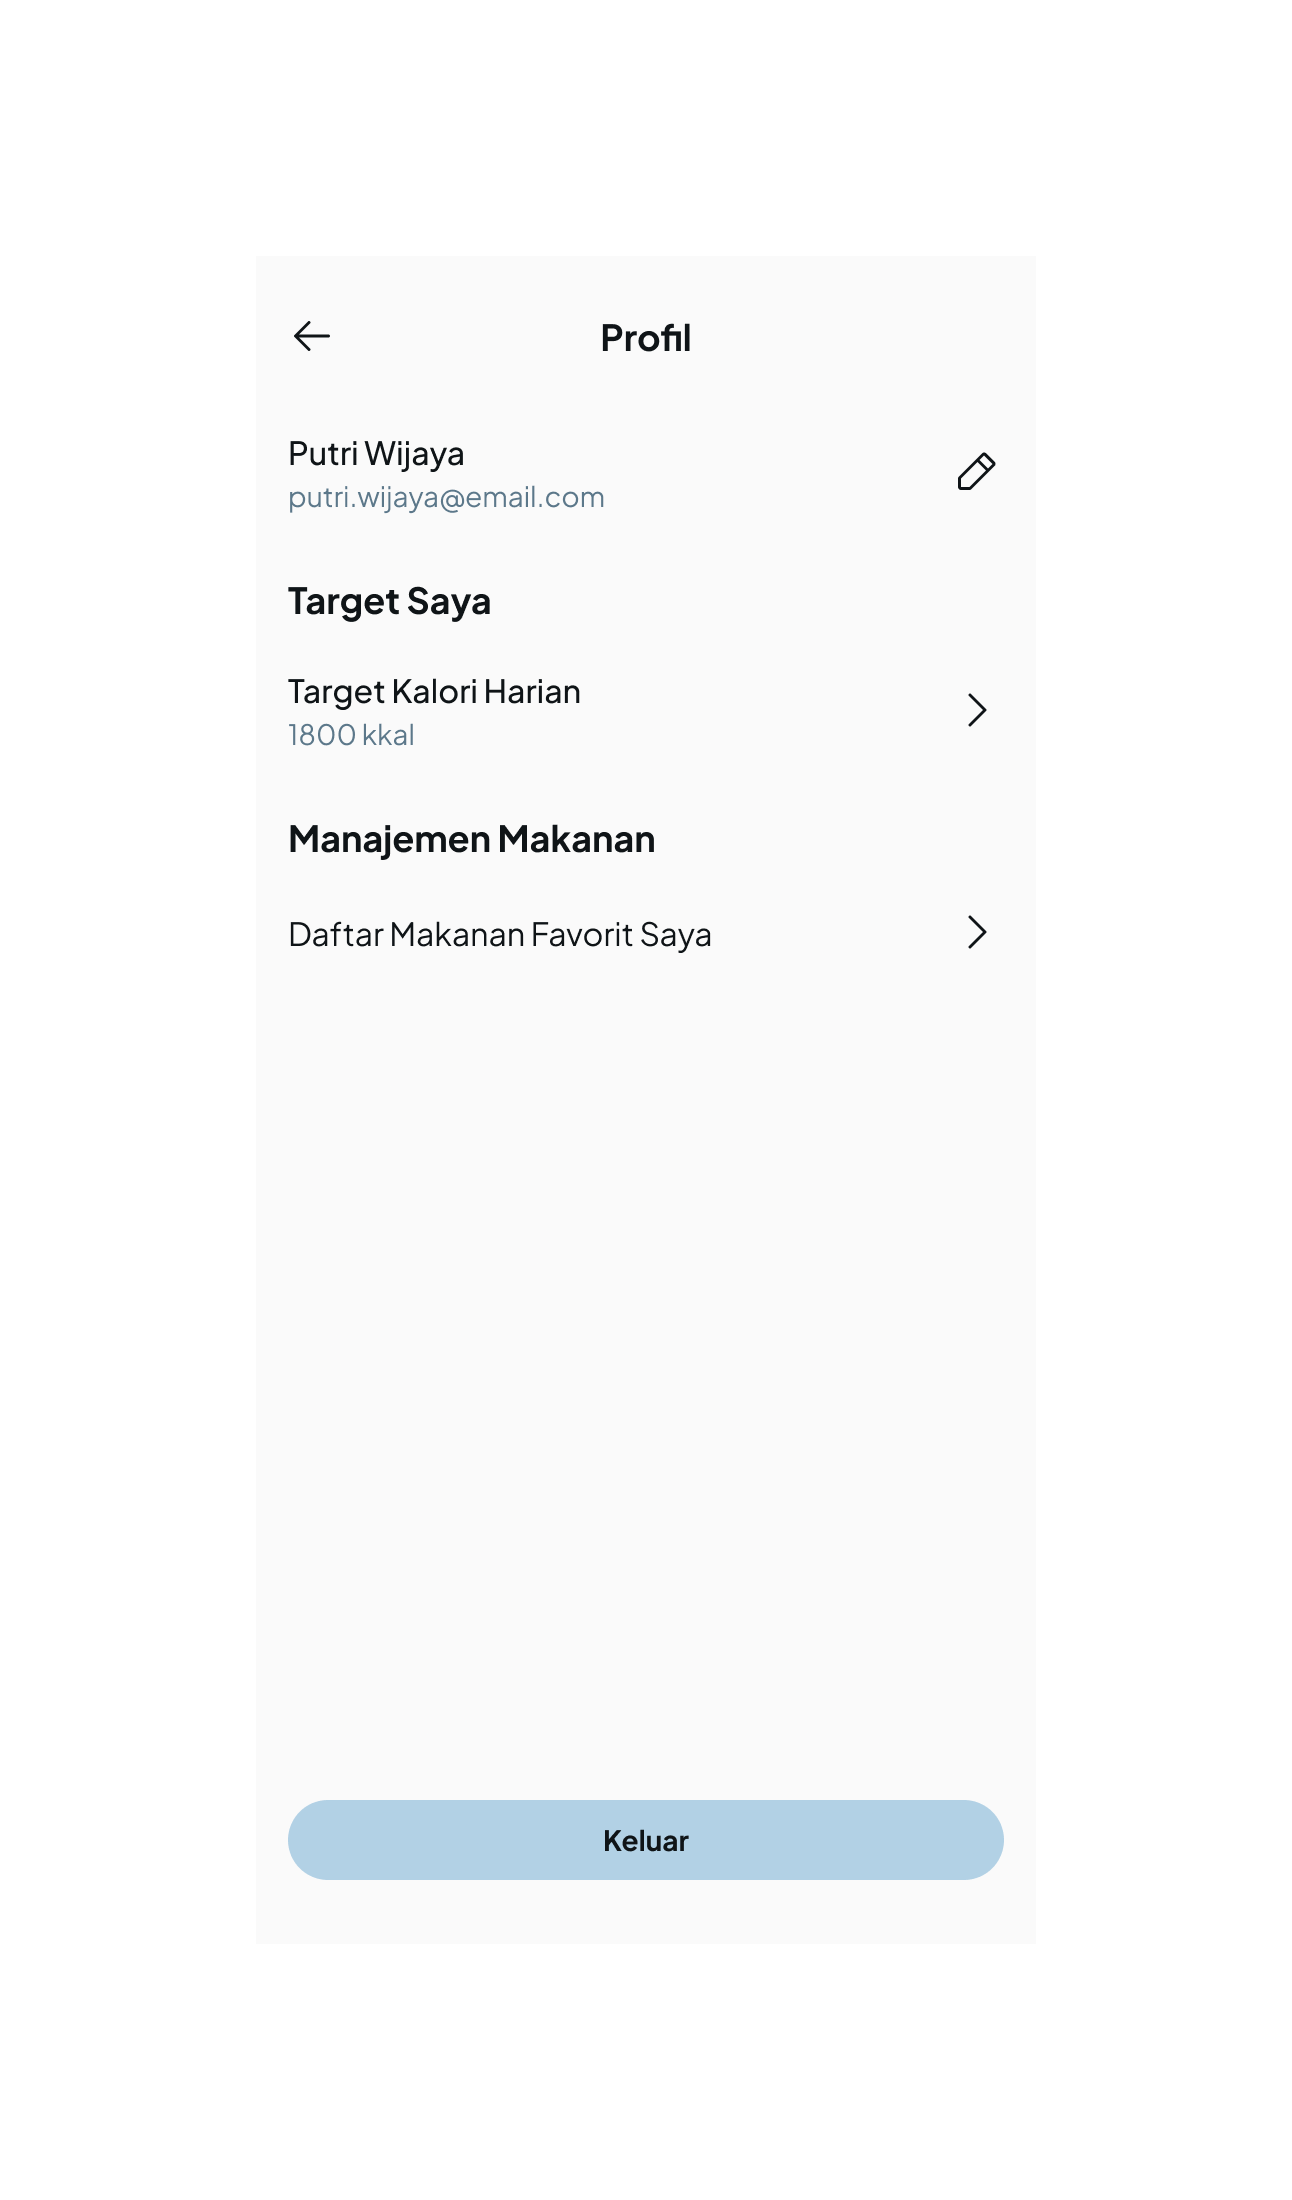 Profil
Putri Wijaya
putri.wijaya@email.com
Target Saya
Target Kalori Harian
1800 kkal
Manajemen Makanan
Daftar Makanan Favorit Saya
Keluar